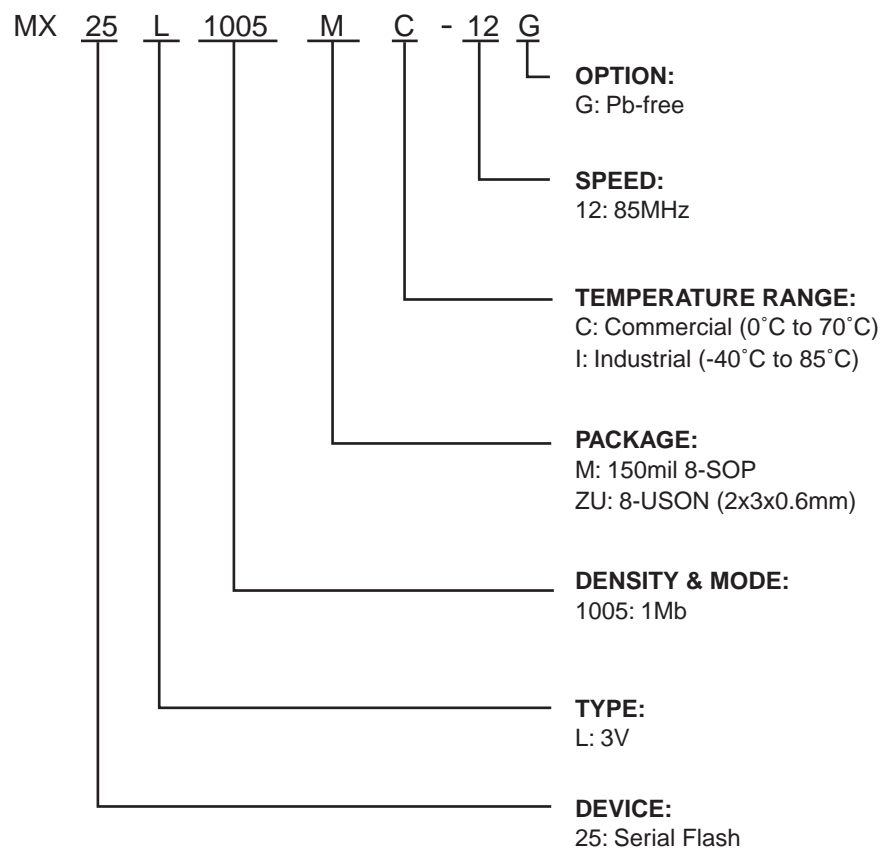 MX 25 L 1005 M C - 12 G
OPTION:
G: Pb-free
SPEED:
12: 85MHz
TEMPERATURE RANGE:
C: Commercial (0˚C to 70˚C)
I: Industrial (-40˚C to 85˚C)
PACKAGE:
M: 150mil 8-SOP
ZU: 8-USON (2x3x0.6mm)
DENSITY & MODE:
1005: 1Mb
TYPE:
L: 3V
DEVICE:
25: Serial Flash